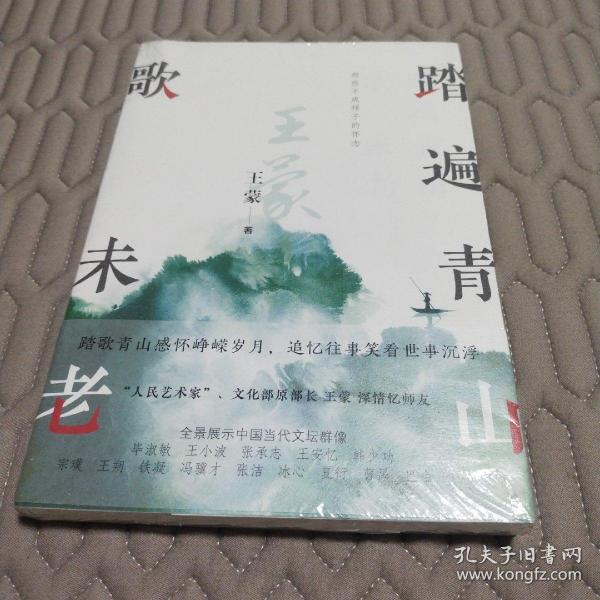 踏遍青山
歌未老
那些不成样子的怀念
王蒙
王蒙 著
踏歌青山感怀峥嵘岁月，追忆往事笑看世事沉浮
“人民艺术家”、文化部原部长 王蒙 深情忆师友
全景展示中国当代文坛群像
毕淑敏 王小波 张承志 王安忆 韩少功
宗璞 王朔 铁凝 冯骥才 张洁 冰心 夏衍
孔夫子旧书网
www.kongfz.com